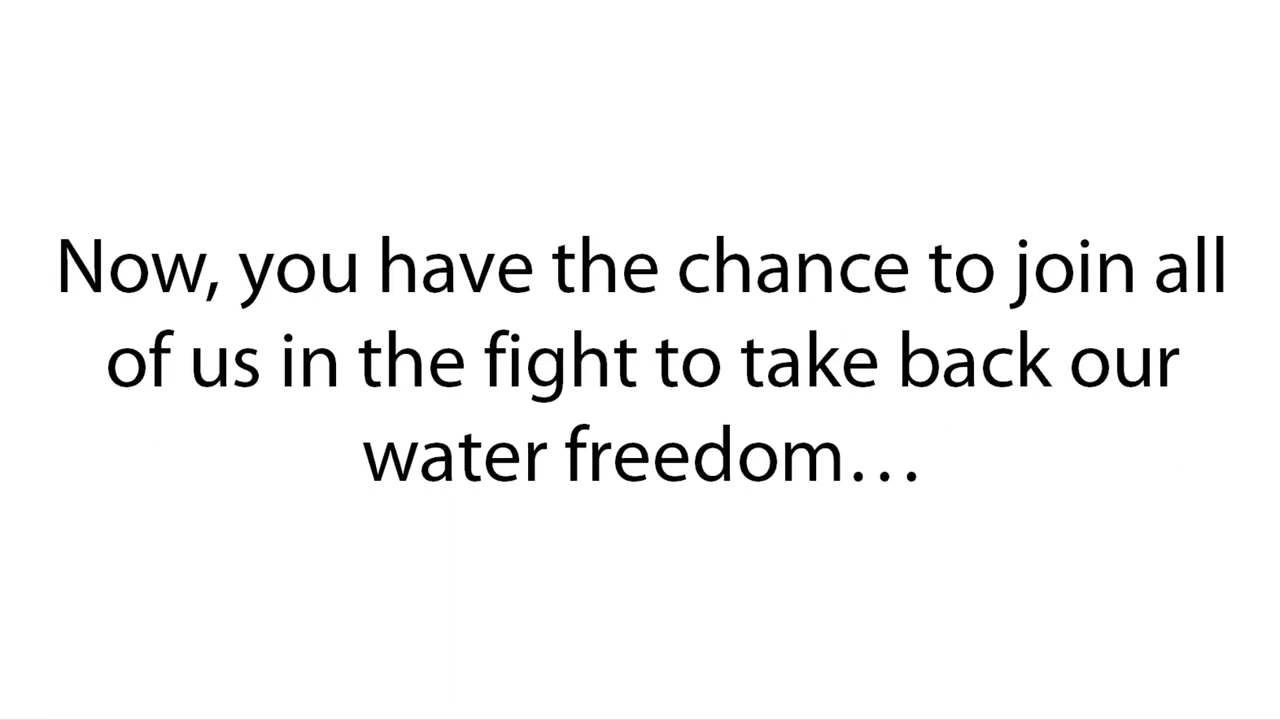 Now, you have the chance to join all
of us in the fight to take back our
water freedom…